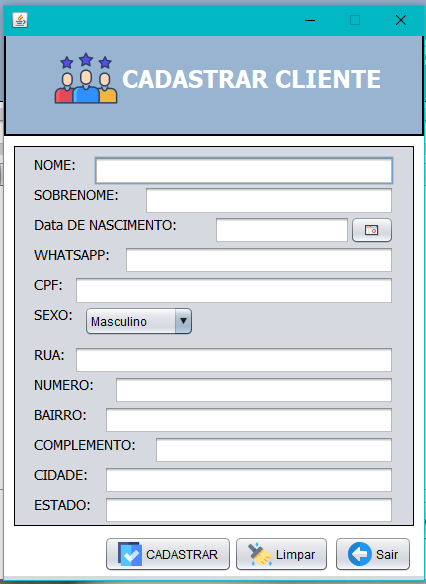 CADASTRAR CLIENTE
NOME:
SOBRENOME:
Data DE NASCIMENTO:
WHATSAPP:
CPF:
SEXO: Masculino
RUA:
NUMERO:
BAIRRO:
COMPLEMENTO:
CIDADE:
ESTADO:
CADASTRAR Limpar Sair